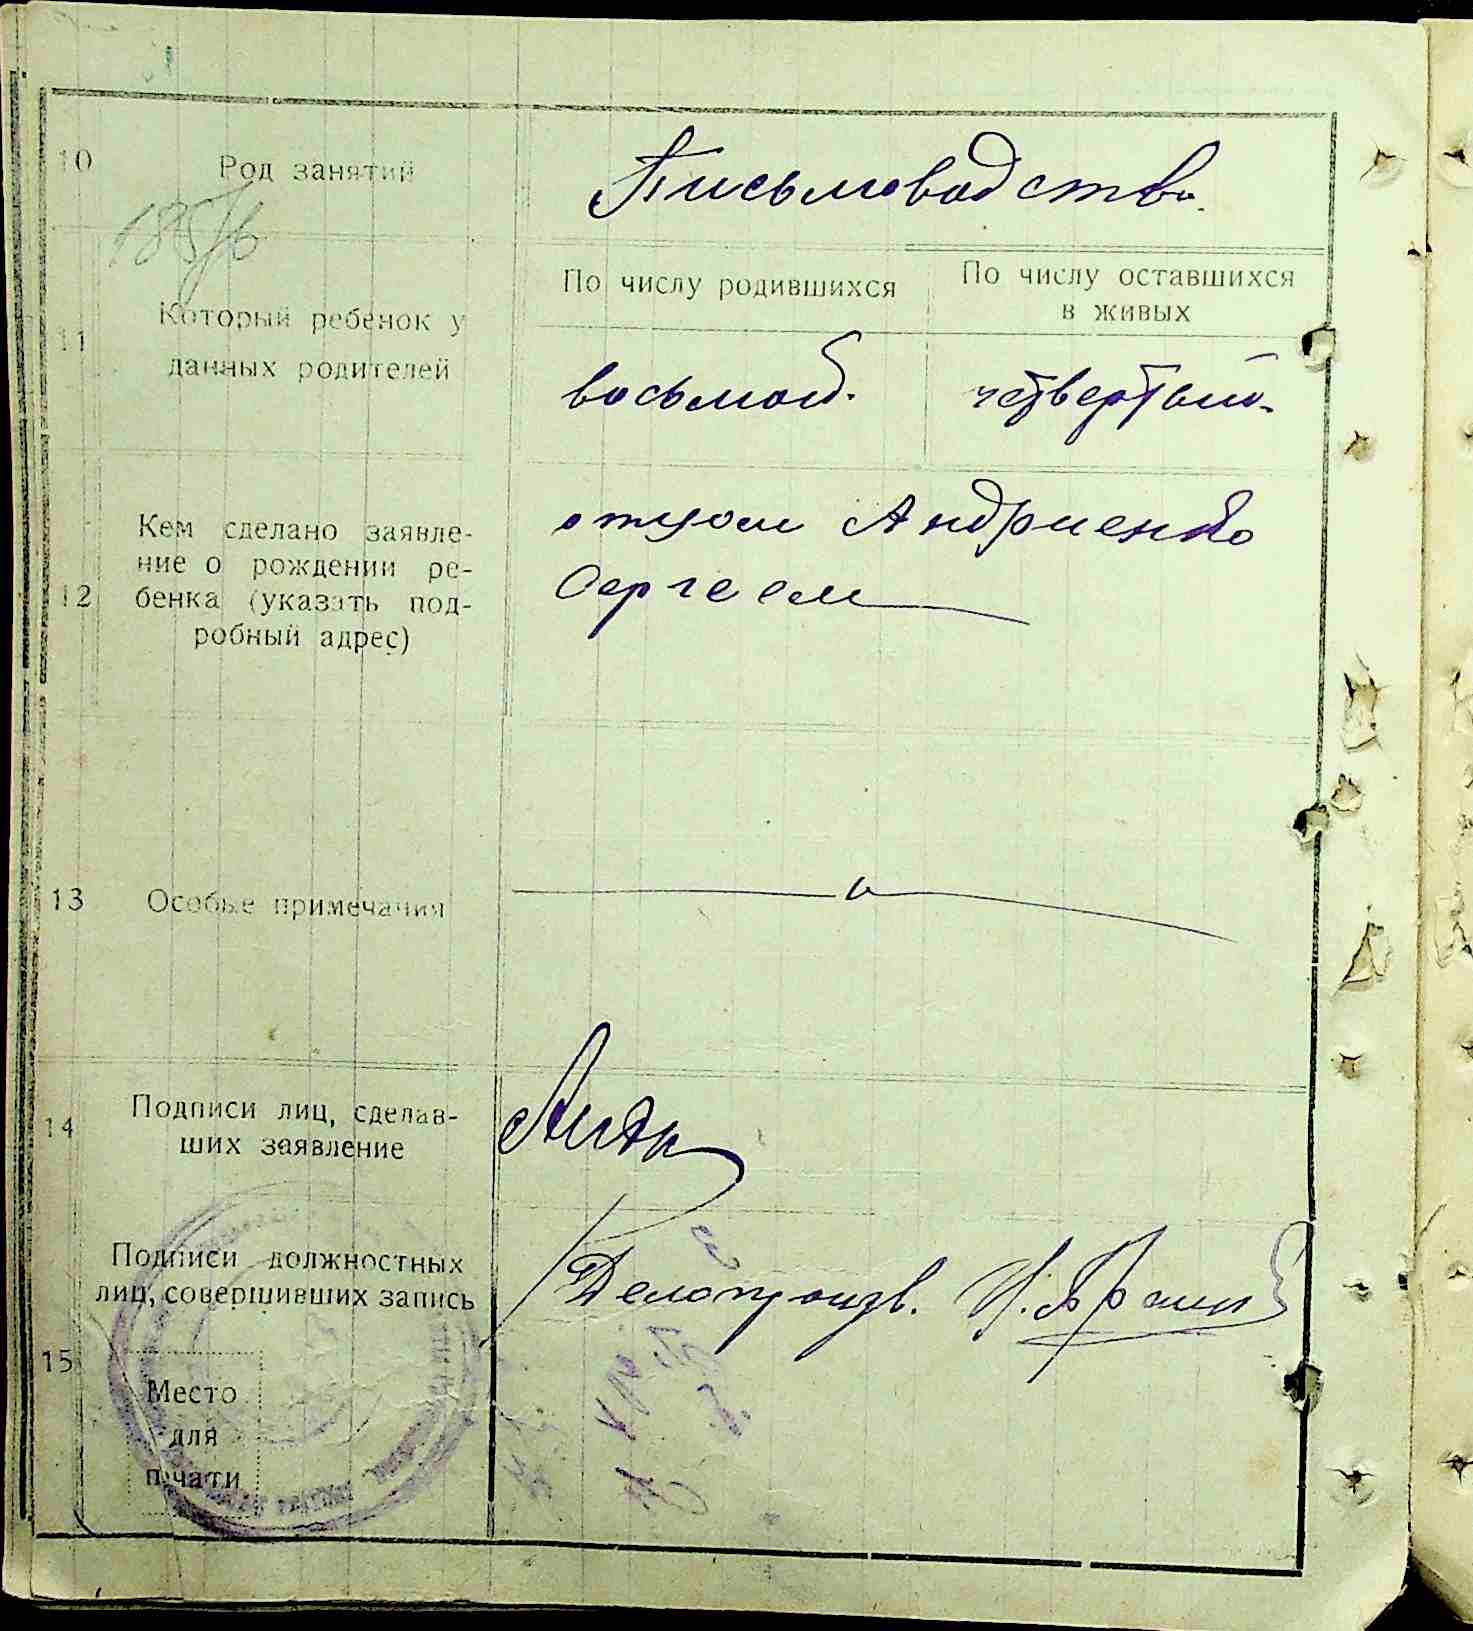 10
Род занятий
Письмоводство.
11
Который ребенок у
данных родителей
По числу родившихся
По числу оставшихся
в живых
восьмой.
четвертый.
12
Кем сделано заявле-
ние о рождении ре-
бенка (указать под-
робный адрес)
отцом Андриенко
Сергеем
13
Особые примечания
14
Подписи лиц, сделав-
ших заявление
Андр
15
Подписи должностных
лиц, совершивших запись
Делопроизв.
Место
для
печати